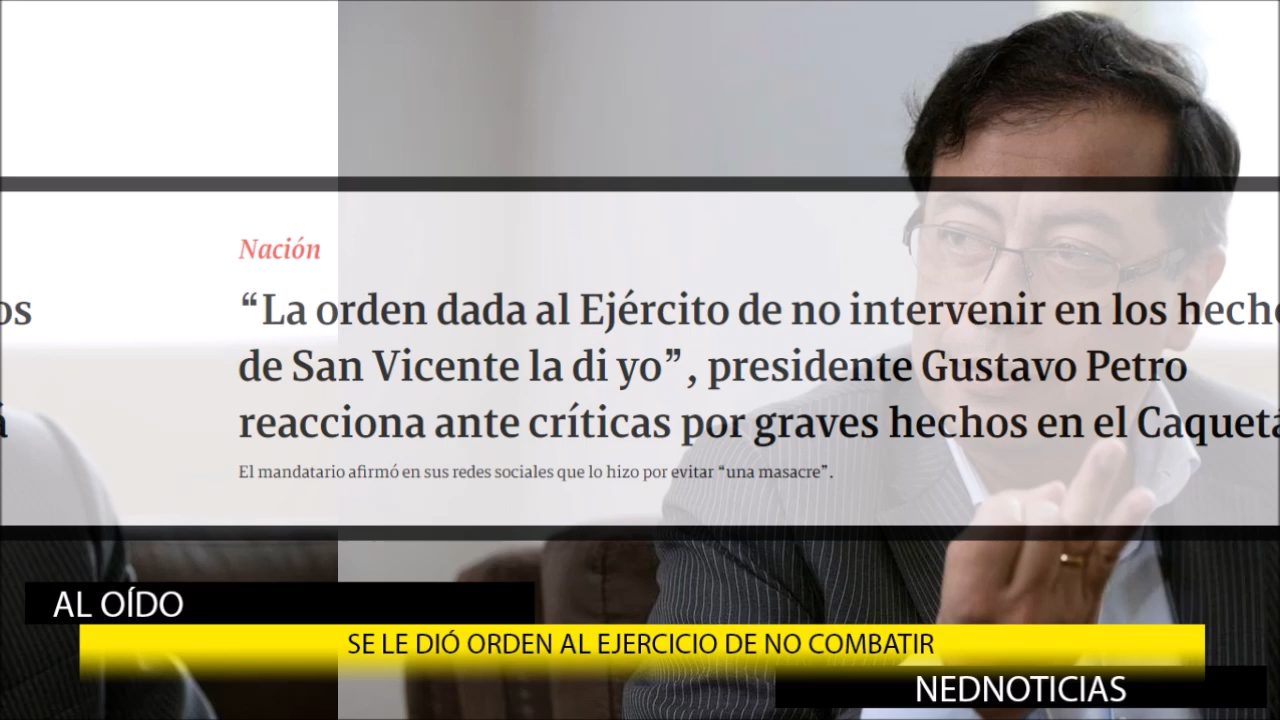 Nación
os
“La orden dada al Ejército de no intervenir en los hecho
de San Vicente la di yo”, presidente Gustavo Petro
á
reacciona ante críticas por graves hechos en el Caquetá
El mandatario afirmó en sus redes sociales que lo hizo por evitar “una masacre”.
AL OÍDO
SE LE DIÓ ORDEN AL EJERCICIO DE NO COMBATIR
NEDNOTICIAS